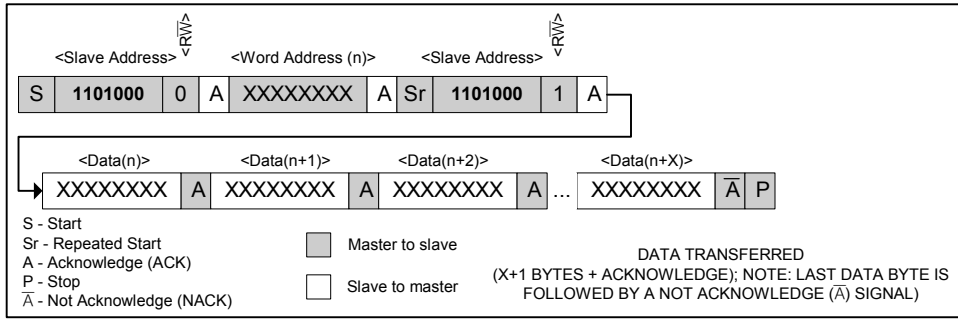 <Slave Address> <RW̅> <Word Address (n)> <Slave Address> <RW̅>
S 1101000 0 A XXXXXXXX A Sr 1101000 1 A
<Data(n)> <Data(n+1)> <Data(n+2)> <Data(n+X)>
XXXXXXXX A XXXXXXXX A XXXXXXXX A ... XXXXXXXX A̅ P
S - Start
Sr - Repeated Start
A - Acknowledge (ACK)
P - Stop
A̅ - Not Acknowledge (NACK)
Master to slave
Slave to master
DATA TRANSFERRED
(X+1 BYTES + ACKNOWLEDGE); NOTE: LAST DATA BYTE IS
FOLLOWED BY A NOT ACKNOWLEDGE (A̅) SIGNAL)